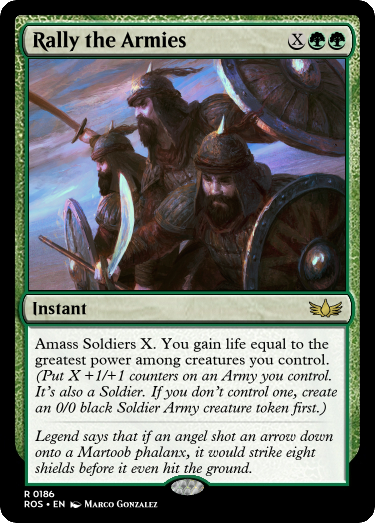 Rally the Armies X
Instant
Amass Soldiers X. You gain life equal to the
greatest power among creatures you control.
(Put X +1/+1 counters on an Army you control.
It's also a Soldier. If you don't control one, create
an 0/0 black Soldier Army creature token first.)
Legend says that if an angel shot an arrow down
onto a Martoob phalanx, it would strike eight
shields before it even hit the ground.
R 0186
ROS • EN Marco Gonzalez